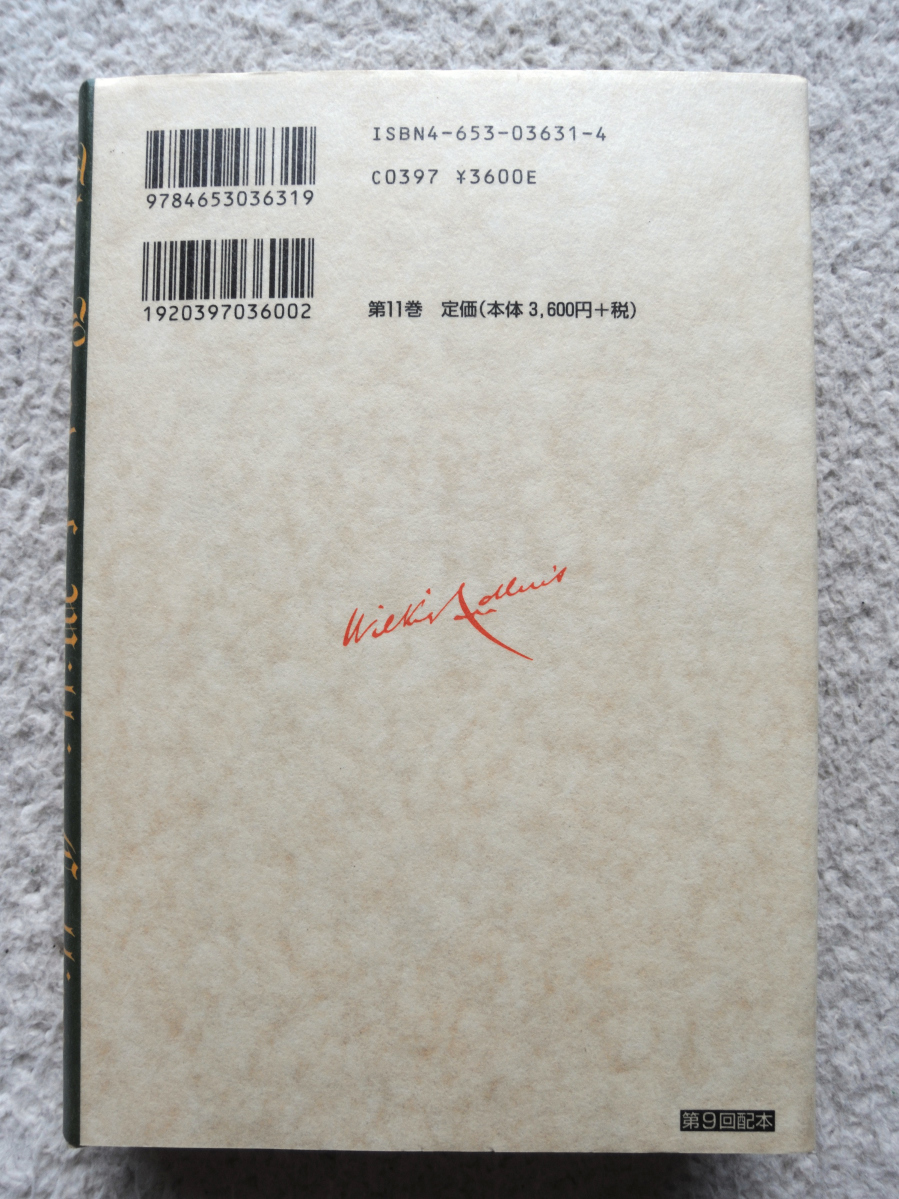 ISBN4-653-03631-4
C0397 ¥3600E
9784653036319
1920397036002
第11巻 定価(本体3,600円+税)
Wilkie Collins
第9回配本